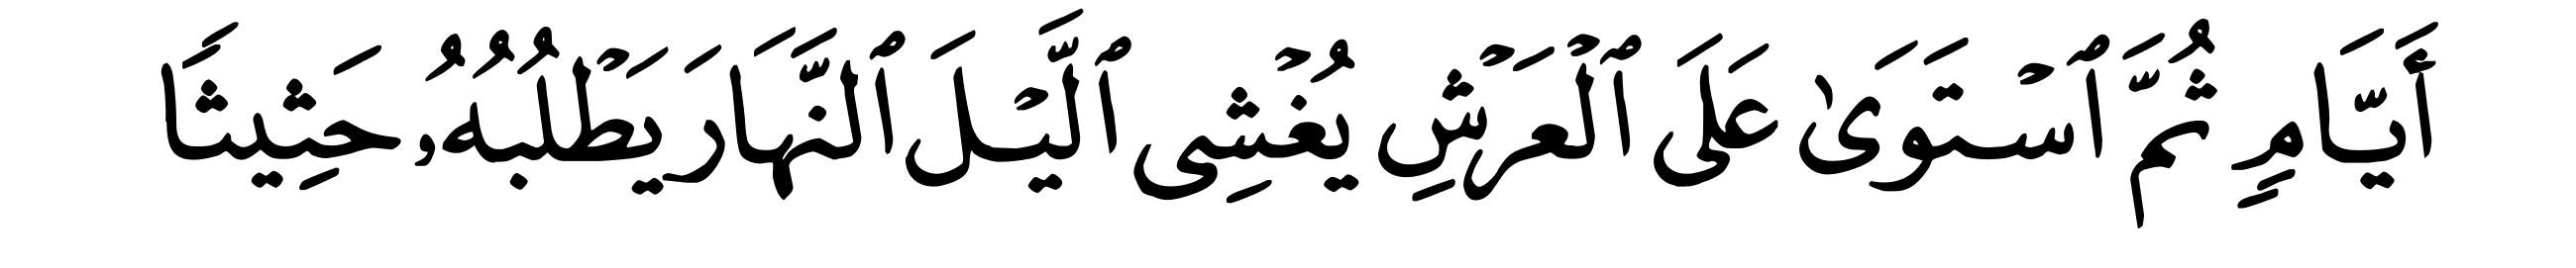 أَيَّامٍ ثُمَّ ٱسْتَوَىٰ عَلَى ٱلْعَرْشِ يُغْشِى ٱلَّيْلَ ٱلنَّهَارَ يَطْلُبُهُۥ حَثِيثًا